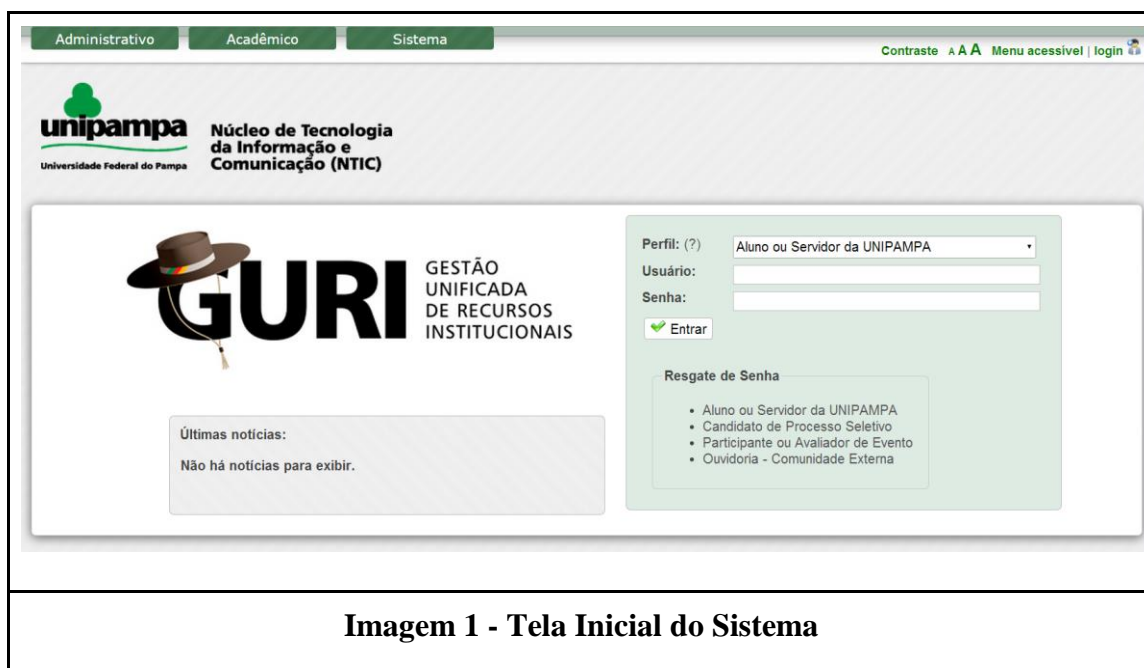 Administrativo Acadêmico Sistema
Contraste A A A Menu acessivel | login
unipampa
Universidade Federal do Pampa
Núcleo de Tecnologia
da Informação e
Comunicação (NTIC)
GURI
GESTÃO
UNIFICADA
DE RECURSOS
INSTITUCIONAIS
Últimas notícias:
Não há notícias para exibir.
Perfil: (?) Aluno ou Servidor da UNIPAMPA
Usuário:
Senha:
Entrar
Resgate de Senha
• Aluno ou Servidor da UNIPAMPA
• Candidato de Processo Seletivo
• Participante ou Avaliador de Evento
• Ouvidoria - Comunidade Externa
Imagem 1 - Tela Inicial do Sistema